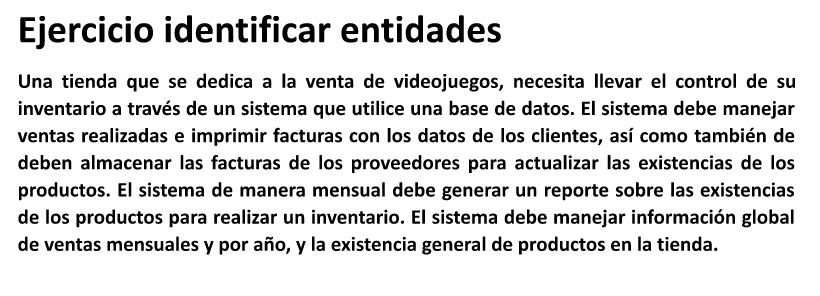 Ejercicio identificar entidades
Una tienda que se dedica a la venta de videojuegos, necesita llevar el control de su
inventario a través de un sistema que utilice una base de datos. El sistema debe manejar
ventas realizadas e imprimir facturas con los datos de los clientes, así como también de
deben almacenar las facturas de los proveedores para actualizar las existencias de los
productos. El sistema de manera mensual debe generar un reporte sobre las existencias
de los productos para realizar un inventario. El sistema debe manejar información global
de ventas mensuales y por año, y la existencia general de productos en la tienda.